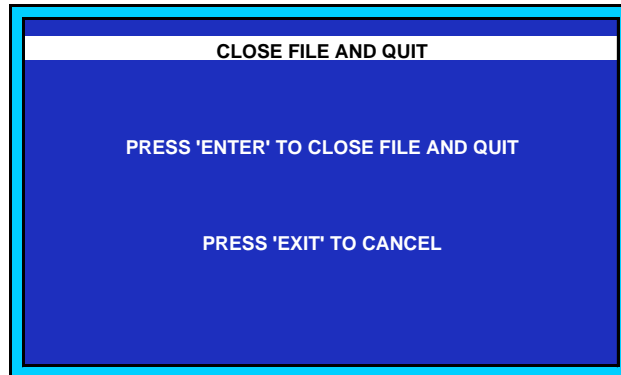 CLOSE FILE AND QUIT
PRESS 'ENTER' TO CLOSE FILE AND QUIT
PRESS 'EXIT' TO CANCEL